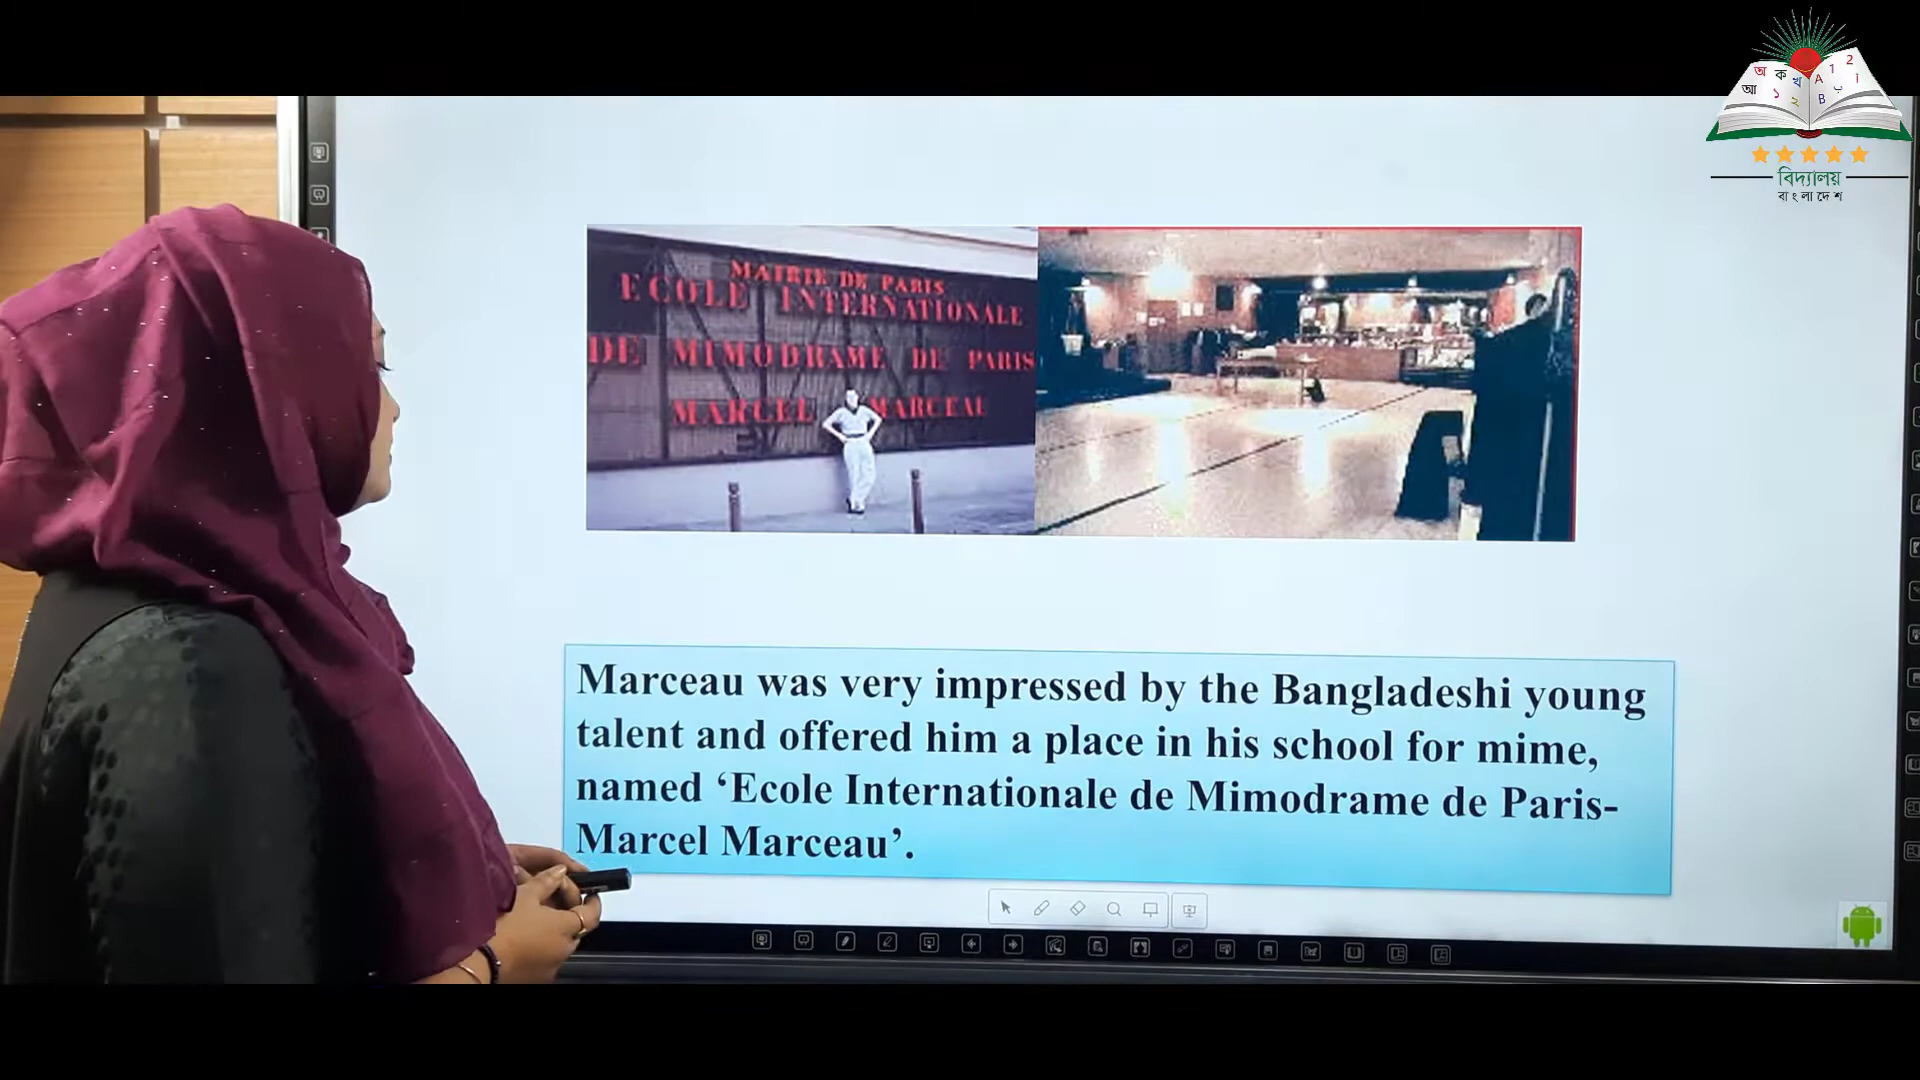 অ ক খ A 1 2
আ ১ ২ B ب i
বিদ্যালয়
বাংলাদেশ
MAIRIE DE PARIS
ECOLE INTERNATIONALE
DE MIMODRAME DE PARIS
MARCEL MARCEAU
Marceau was very impressed by the Bangladeshi young
talent and offered him a place in his school for mime,
named ‘Ecole Internationale de Mimodrame de Paris-
Marcel Marceau’.